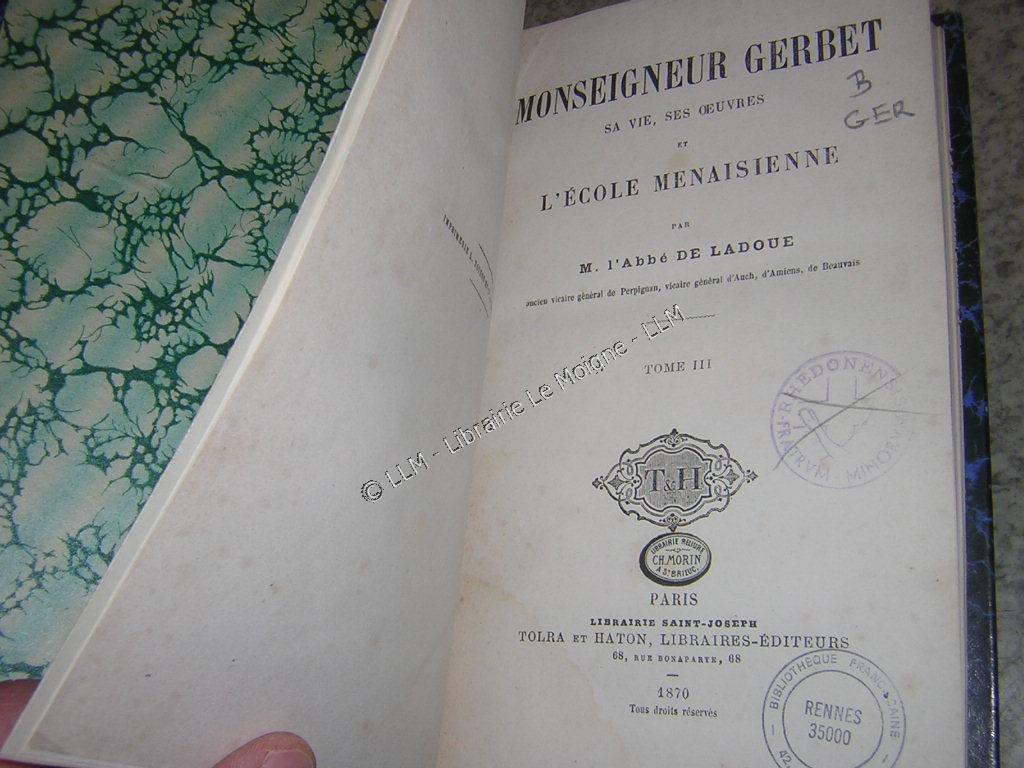 MONSEIGNEUR GERBET
B
GER
SA VIE, SES ŒUVRES
ET
L'ÉCOLE MENAISIENNE
PAR
M. l'Abbé DE LADOUE
ancien vicaire général de Perpignan, vicaire général d'Auch, d'Amiens, de Beauvais
TOME III
RHEDONENSIS
FRATRVM MINORVM
T&H
LIBRAIRIE RELIURE
CH. MORIN
A ST BRIEUC.
PARIS
LIBRAIRIE SAINT-JOSEPH
TOLRA ET HATON, LIBRAIRES-ÉDITEURS
68, RUE BONAPARTE, 68
1870
Tous droits réservés
BIBLIOTHÈQUE FRANCISCAINE
RENNES
35000
IMPRIMERIE
© LLM - Librairie Le Moigne - LLM